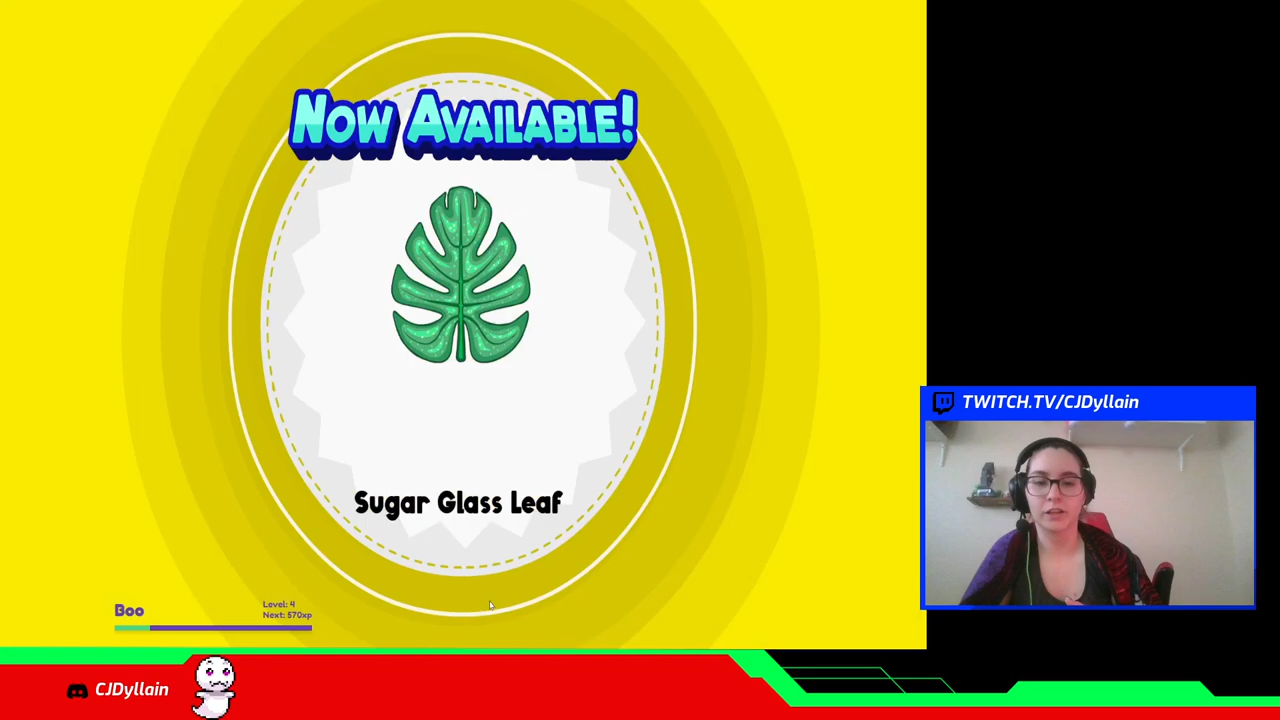 Now Available!
Sugar Glass Leaf
Boo
Level: 4
Next: 570xp
TWITCH.TV/CJDyllain
CJDyllain